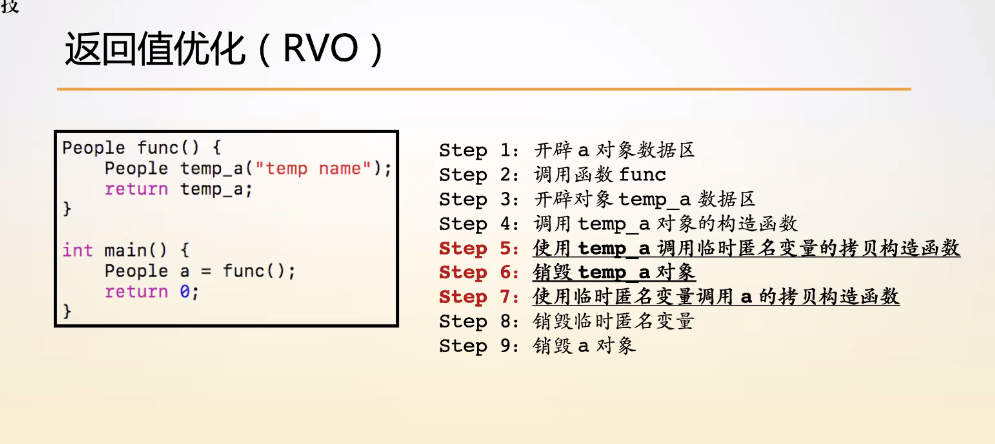 技
返回值优化（RVO）
People func() {
    People temp_a("temp name");
    return temp_a;
}
int main() {
    People a = func();
    return 0;
}
Step 1: 开辟 a 对象数据区
Step 2: 调用函数 func
Step 3: 开辟对象 temp_a 数据区
Step 4: 调用 temp_a 对象的构造函数
Step 5: 使用 temp_a 调用临时匿名变量的拷贝构造函数
Step 6: 销毁 temp_a 对象
Step 7: 使用临时匿名变量调用 a 的拷贝构造函数
Step 8: 销毁临时匿名变量
Step 9: 销毁 a 对象